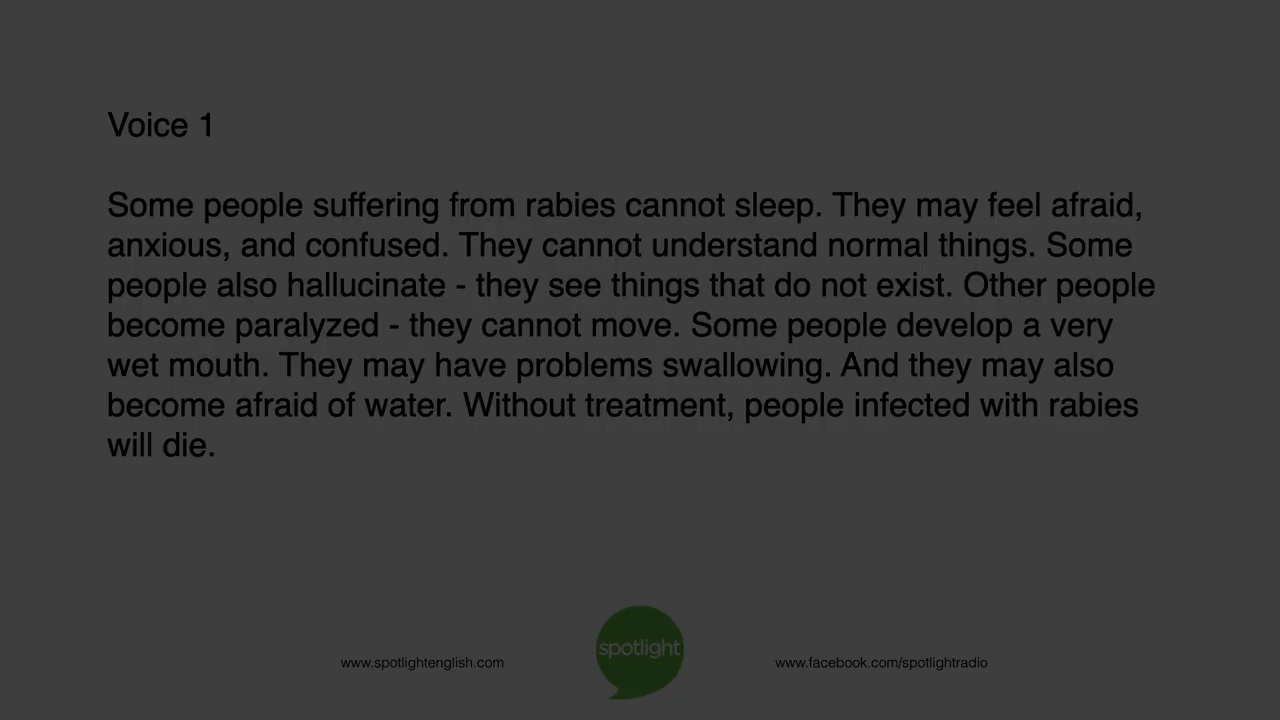 Voice 1
Some people suffering from rabies cannot sleep. They may feel afraid,
anxious, and confused. They cannot understand normal things. Some
people also hallucinate - they see things that do not exist. Other people
become paralyzed - they cannot move. Some people develop a very
wet mouth. They may have problems swallowing. And they may also
become afraid of water. Without treatment, people infected with rabies
will die.
spotlight
www.spotlightenglish.com
www.facebook.com/spotlightradio